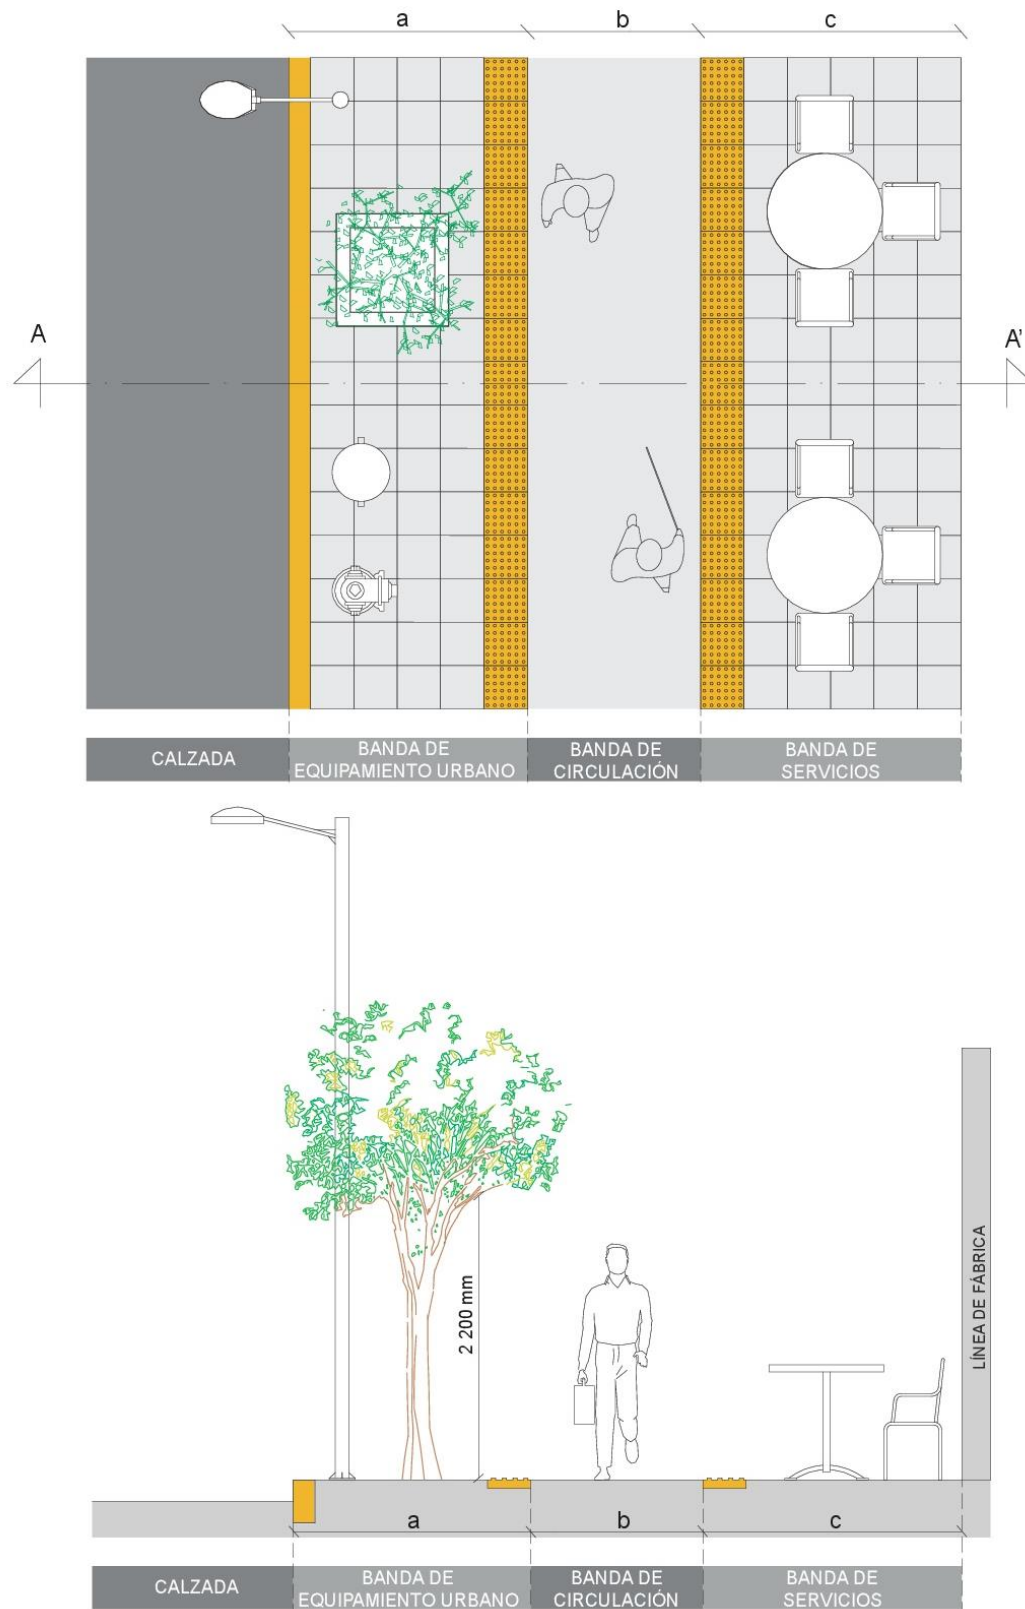 a b c
A A'
CALZADA
BANDA DE
EQUIPAMIENTO URBANO
BANDA DE
CIRCULACIÓN
BANDA DE
SERVICIOS
2 200 mm
LÍNEA DE FÁBRICA
a b c
CALZADA
BANDA DE
EQUIPAMIENTO URBANO
BANDA DE
CIRCULACIÓN
BANDA DE
SERVICIOS